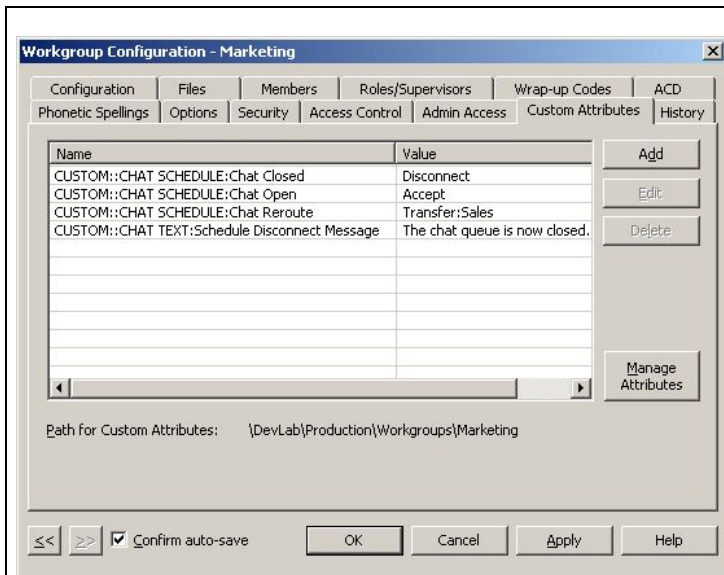 Workgroup Configuration - Marketing
Configuration Files Members Roles/Supervisors Wrap-up Codes ACD
Phonetic Spellings Options Security Access Control Admin Access Custom Attributes History
Name Value
CUSTOM::CHAT SCHEDULE:Chat Closed Disconnect
CUSTOM::CHAT SCHEDULE:Chat Open Accept
CUSTOM::CHAT SCHEDULE:Chat Reroute Transfer:Sales
CUSTOM::CHAT TEXT:Schedule Disconnect Message The chat queue is now closed.
Add
Edit
Delete
Manage
Attributes
Path for Custom Attributes: \DevLab\Production\Workgroups\Marketing
<< >> Confirm auto-save OK Cancel Apply Help